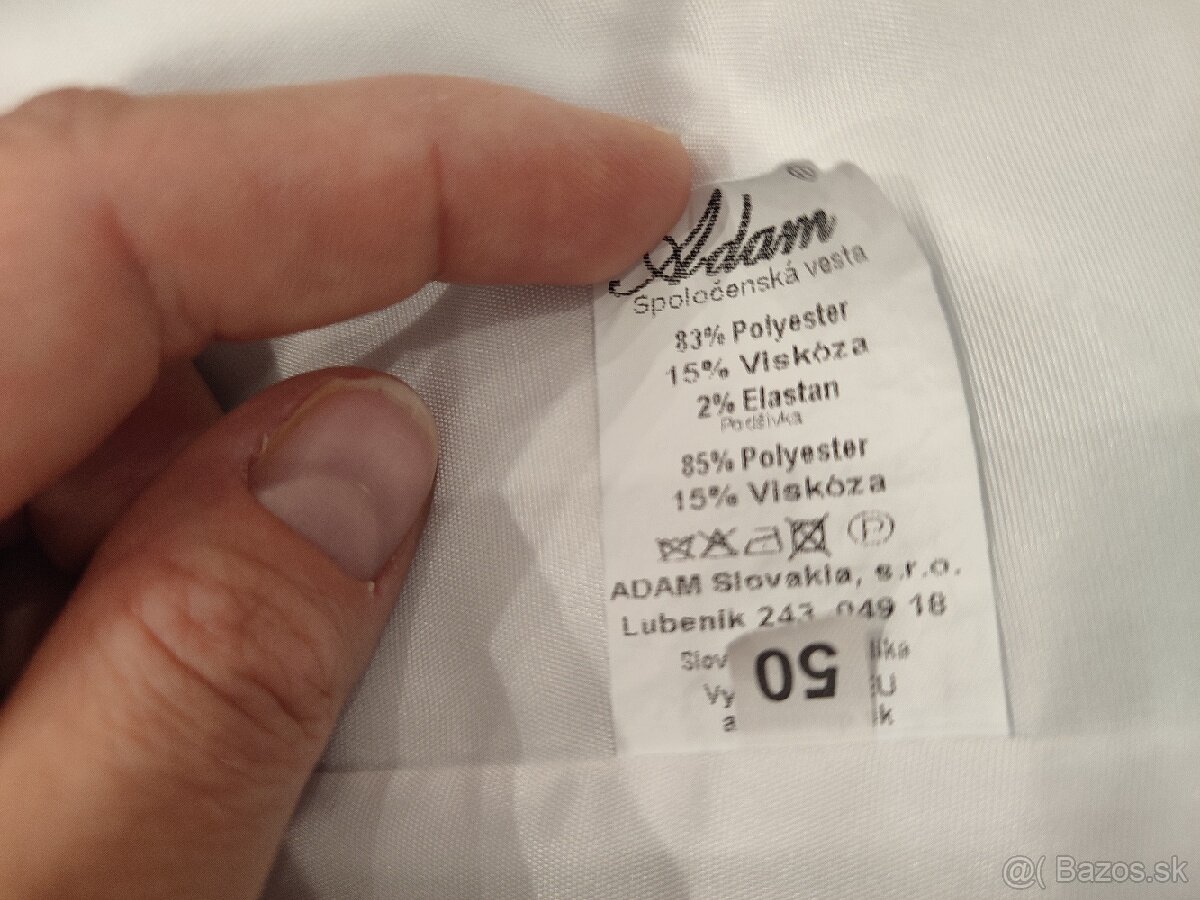 Adam
Spoločenská vesta
83% Polyester
15% Viskóza
2% Elastan
Podšívka
85% Polyester
15% Viskóza
P
ADAM Slovakia, s.r.o.
Lubeník 243 049 18
50
@( Bazos.sk